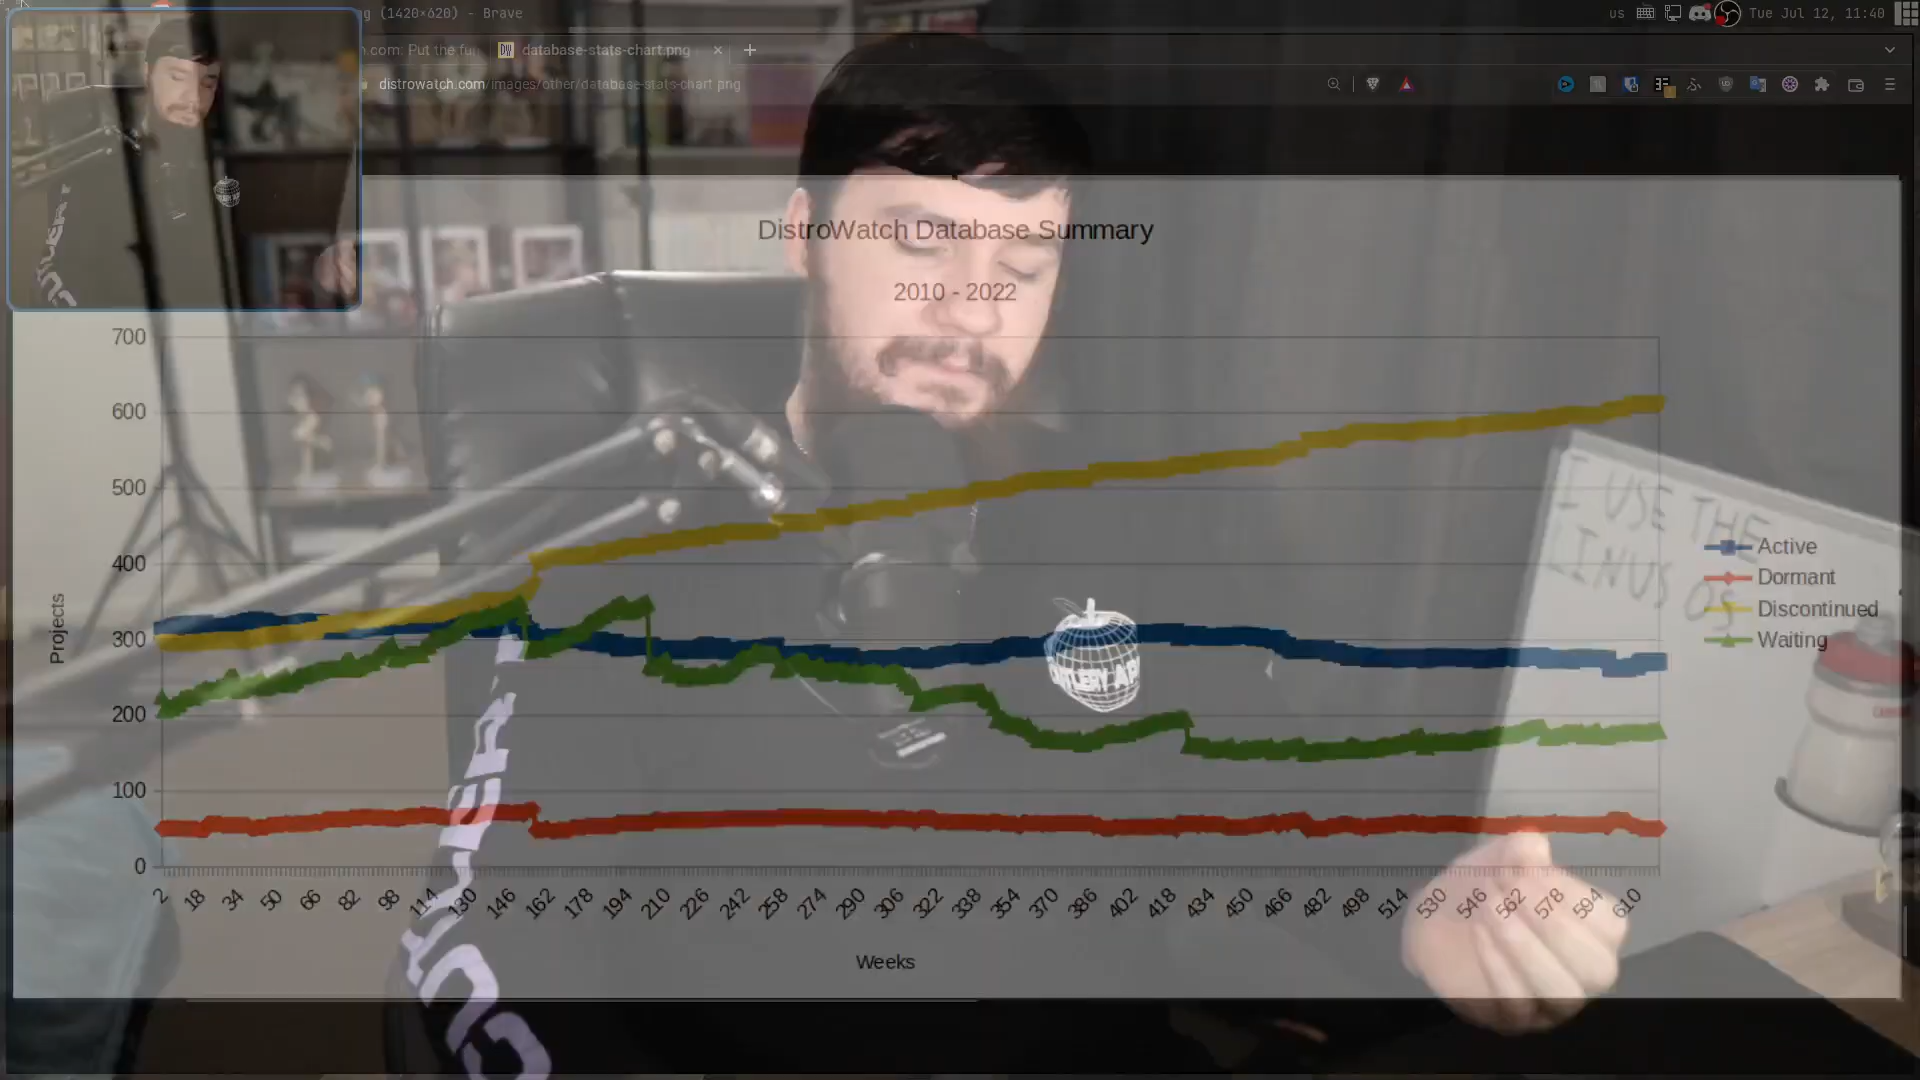 ng (1420×620) - Brave
us
Tue Jul 12, 11:40
h.com: Put the fun
DW
database-stats-chart.png
distrowatch.com/images/other/database-stats-chart.png
DistroWatch Database Summary
2010 - 2022
700
600
500
400
300
200
100
0
Projects
2 18 34 50 66 82 98 114 130 146 162 178 194 210 226 242 258 274 290 306 322 338 354 370 386 402 418 434 450 466 482 498 514 530 546 562 578 594 610
Weeks
Active
Dormant
Discontinued
Waiting
I USE THE
LINUS OS